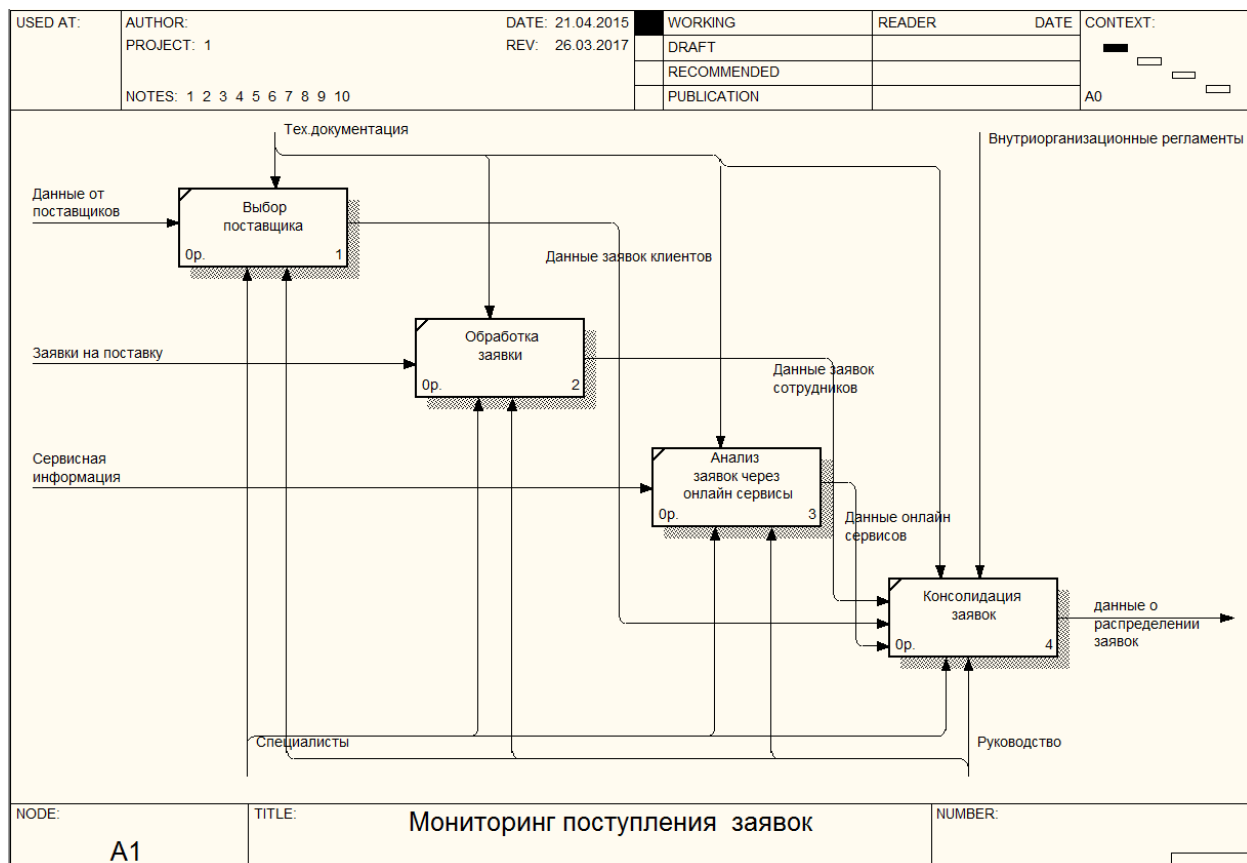 USED AT:
AUTHOR:
DATE: 21.04.2015
PROJECT: 1
REV: 26.03.2017
NOTES: 1 2 3 4 5 6 7 8 9 10
WORKING
DRAFT
RECOMMENDED
PUBLICATION
READER
DATE
CONTEXT:
A0
Тех.документация
Внутриорганизационные регламенты
Данные от
поставщиков
Выбор
поставщика
0р.
1
Данные заявок клиентов
Заявки на поставку
Обработка
заявки
0р.
2
Данные заявок
сотрудников
Сервисная
информация
Анализ
заявок через
онлайн сервисы
0р.
3
Данные онлайн
сервисов
Консолидация
заявок
0р.
4
данные о
распределении
заявок
Специалисты
Руководство
NODE:
A1
TITLE:
Мониторинг поступления заявок
NUMBER: